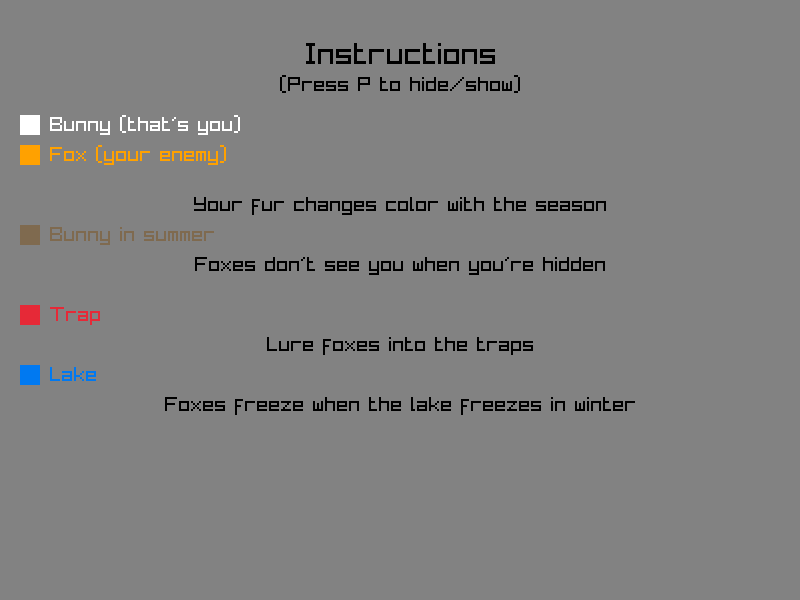 Instructions
(Press P to hide/show)
Bunny (that's you)
Fox (your enemy)
Your fur changes color with the season
Bunny in summer
Foxes don't see you when you're hidden
Trap
Lure foxes into the traps
Lake
Foxes freeze when the lake freezes in winter